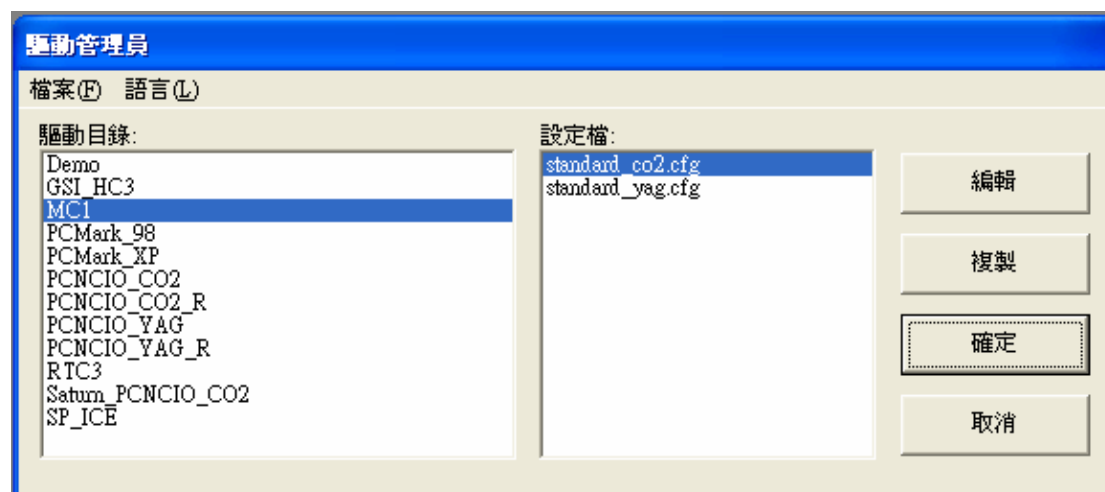 驅動管理員
檔案(F) 語言(L)
驅動目錄:
Demo
GSI_HC3
MC1
PCMark_98
PCMark_XP
PCNCIO_CO2
PCNCIO_CO2_R
PCNCIO_YAG
PCNCIO_YAG_R
RTC3
Saturn_PCNCIO_CO2
SP_ICE
設定檔:
standard_co2.cfg
standard_yag.cfg
編輯
複製
確定
取消